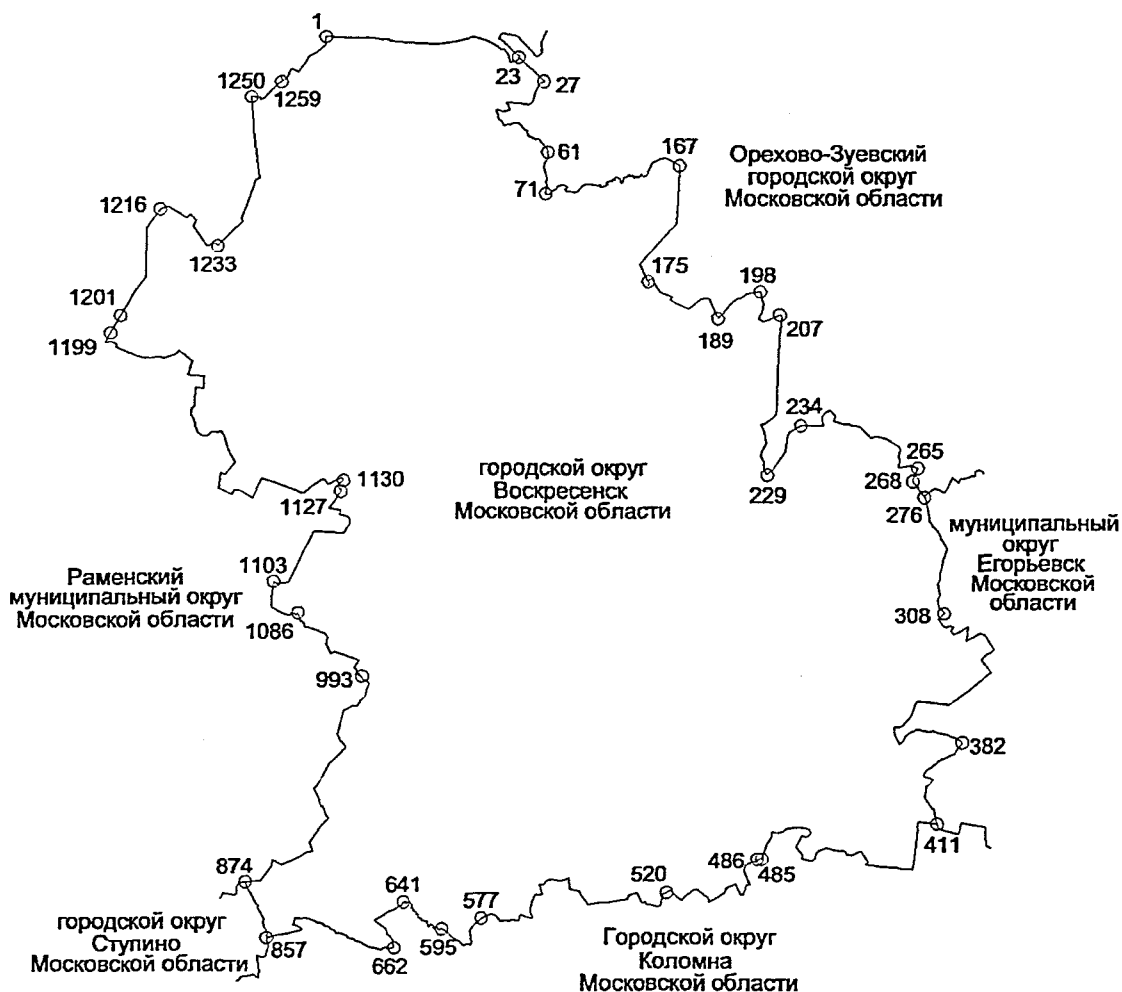 1
23
27
1250
1259
61
167
Орехово-Зуевский
городской округ
Московской области
71
1216
1233
175
198
1201
189
207
1199
234
265
268
1130
городской округ
Воскресенск
Московской области
229
1127
276
муниципальный
округ
Егорьевск
Московской
области
1103
Раменский
муниципальный округ
Московской области
1086
308
993
382
411
874
486
485
520
641
577
городской округ
Ступино
Московской области
857
662
595
Городской округ
Коломна
Московской области